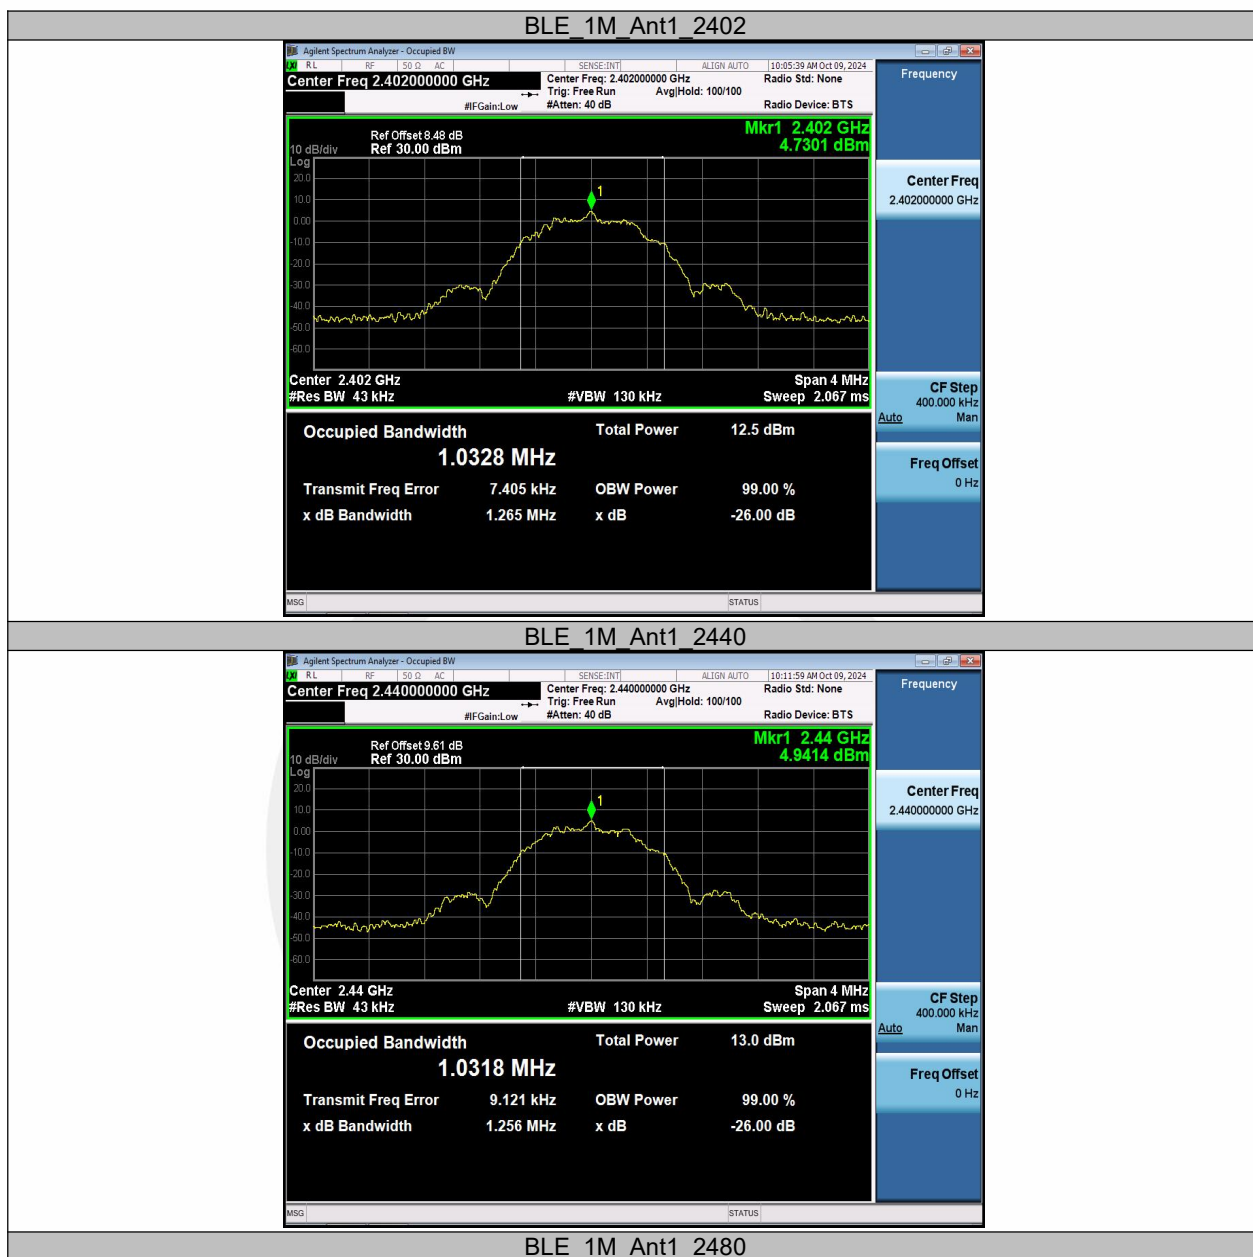 BLE_1M_Ant1_2402
Agilent Spectrum Analyzer - Occupied BW
RL RF 50 Ω AC SENSE:INT ALIGN AUTO 10:05:39 AM Oct 09, 2024
Center Freq 2.402000000 GHz Center Freq: 2.402000000 GHz Radio Std: None Frequency
Trig: Free Run Avg|Hold: 100/100
#IFGain:Low #Atten: 40 dB Radio Device: BTS
Mkr1 2.402 GHz
4.7301 dBm
Ref Offset 8.48 dB
10 dB/div Ref 30.00 dBm
Log
20.0
10.0
0.00
-10.0
-20.0
-30.0
-40.0
-50.0
-60.0
1
Center Freq
2.402000000 GHz
Center 2.402 GHz Span 4 MHz
#Res BW 43 kHz #VBW 130 kHz Sweep 2.067 ms
CF Step
400.000 kHz
Auto Man
Occupied Bandwidth Total Power 12.5 dBm
1.0328 MHz
Transmit Freq Error 7.405 kHz OBW Power 99.00 %
x dB Bandwidth 1.265 MHz x dB -26.00 dB
Freq Offset
0 Hz
MSG STATUS
BLE_1M_Ant1_2440
Agilent Spectrum Analyzer - Occupied BW
RL RF 50 Ω AC SENSE:INT ALIGN AUTO 10:11:59 AM Oct 09, 2024
Center Freq 2.440000000 GHz Center Freq: 2.440000000 GHz Radio Std: None Frequency
Trig: Free Run Avg|Hold: 100/100
#IFGain:Low #Atten: 40 dB Radio Device: BTS
Mkr1 2.44 GHz
4.9414 dBm
Ref Offset 9.61 dB
10 dB/div Ref 30.00 dBm
Log
20.0
10.0
0.00
-10.0
-20.0
-30.0
-40.0
-50.0
-60.0
1
Center Freq
2.440000000 GHz
Center 2.44 GHz Span 4 MHz
#Res BW 43 kHz #VBW 130 kHz Sweep 2.067 ms
CF Step
400.000 kHz
Auto Man
Occupied Bandwidth Total Power 13.0 dBm
1.0318 MHz
Transmit Freq Error 9.121 kHz OBW Power 99.00 %
x dB Bandwidth 1.256 MHz x dB -26.00 dB
Freq Offset
0 Hz
MSG STATUS
BLE_1M_Ant1_2480